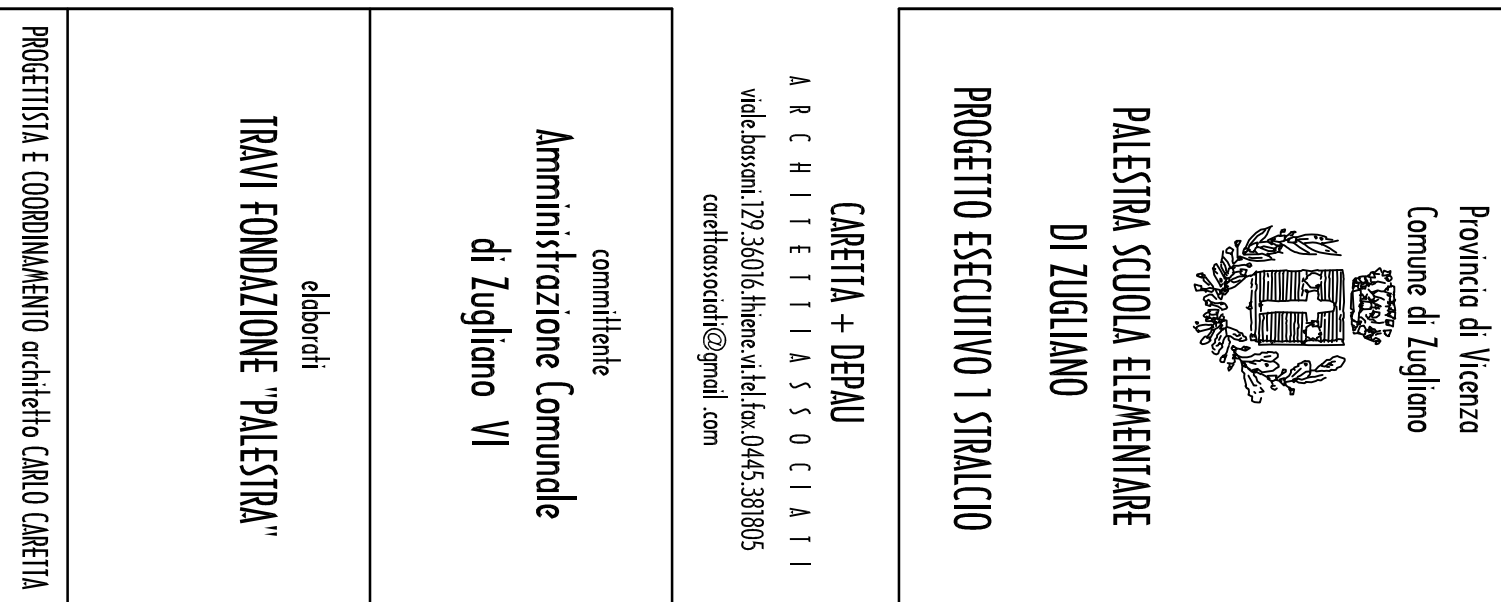 Provincia di Vicenza
Comune di Zugliano
PALESTRA SCUOLA ELEMENTARE
DI ZUGLIANO
PROGETTO ESECUTIVO 1 STRALCIO
CARETTA + DEPAU
A R C H I T E T T I A S S O C I A T I
viale.bassani.129.36016.thiene.vi.tel.fax.0445.381805
carettaassociati@gmail .com
committente
Amministrazione Comunale
di Zugliano VI
elaborati
TRAVI FONDAZIONE "PALESTRA"
PROGETTISTA E COORDINAMENTO architetto CARLO CARETTA